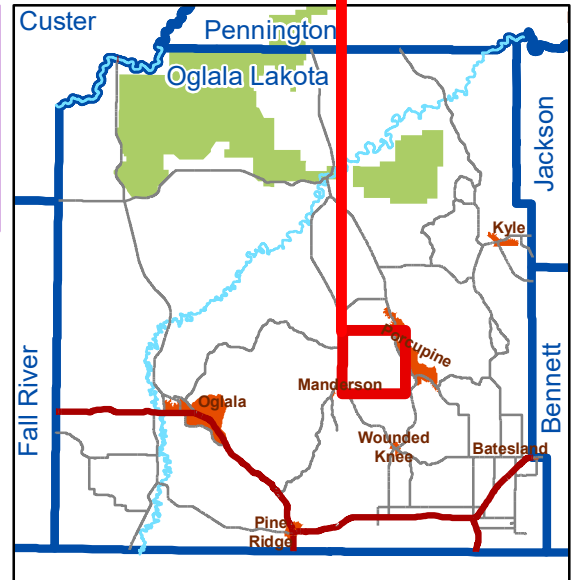 Custer
Pennington
Oglala Lakota
Jackson
Kyle
Porcupine
Fall River
Manderson
Bennett
Oglala
Wounded
Knee
Batesland
Pine
Ridge